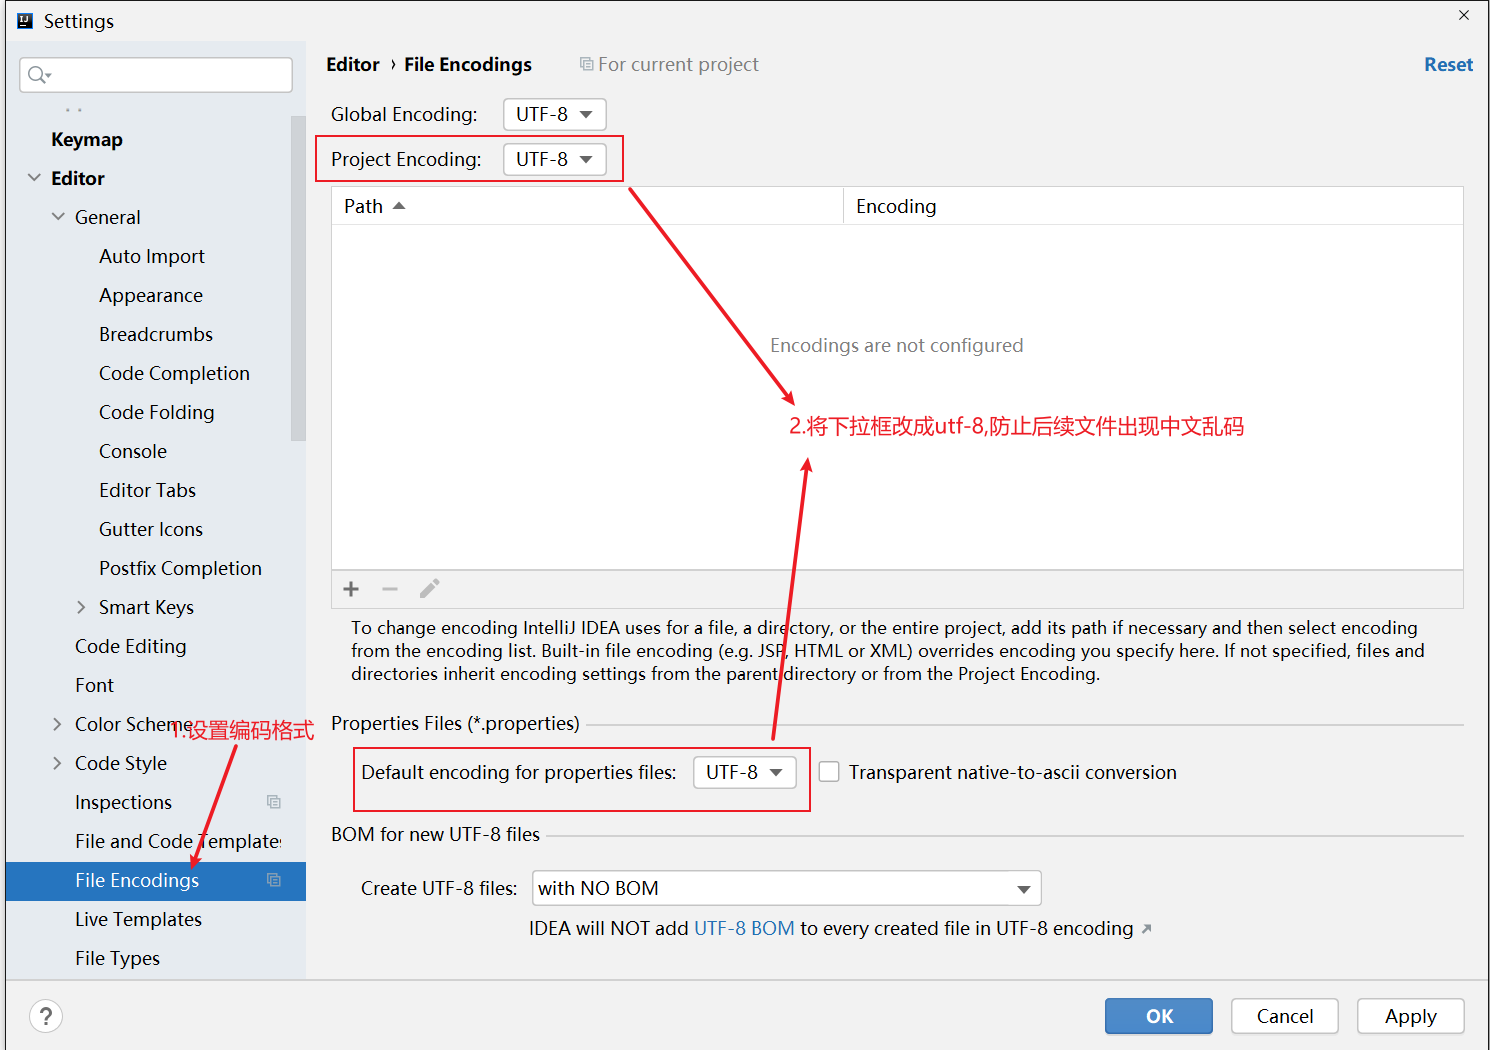 Settings
Editor › File Encodings
For current project
Reset
Keymap
Editor
General
Auto Import
Appearance
Breadcrumbs
Code Completion
Code Folding
Console
Editor Tabs
Gutter Icons
Postfix Completion
Smart Keys
Code Editing
Font
Color Scheme
1.设置编码格式
Code Style
Inspections
File and Code Templates
File Encodings
Live Templates
File Types
Global Encoding: UTF-8
Project Encoding: UTF-8
Path Encoding
Encodings are not configured
2.将下拉框改成utf-8,防止后续文件出现中文乱码
To change encoding IntelliJ IDEA uses for a file, a directory, or the entire project, add its path if necessary and then select encoding
from the encoding list. Built-in file encoding (e.g. JSP, HTML or XML) overrides encoding you specify here. If not specified, files and
directories inherit encoding settings from the parent directory or from the Project Encoding.
Properties Files (*.properties)
Default encoding for properties files: UTF-8 Transparent native-to-ascii conversion
BOM for new UTF-8 files
Create UTF-8 files: with NO BOM
IDEA will NOT add UTF-8 BOM to every created file in UTF-8 encoding
?
OK
Cancel
Apply